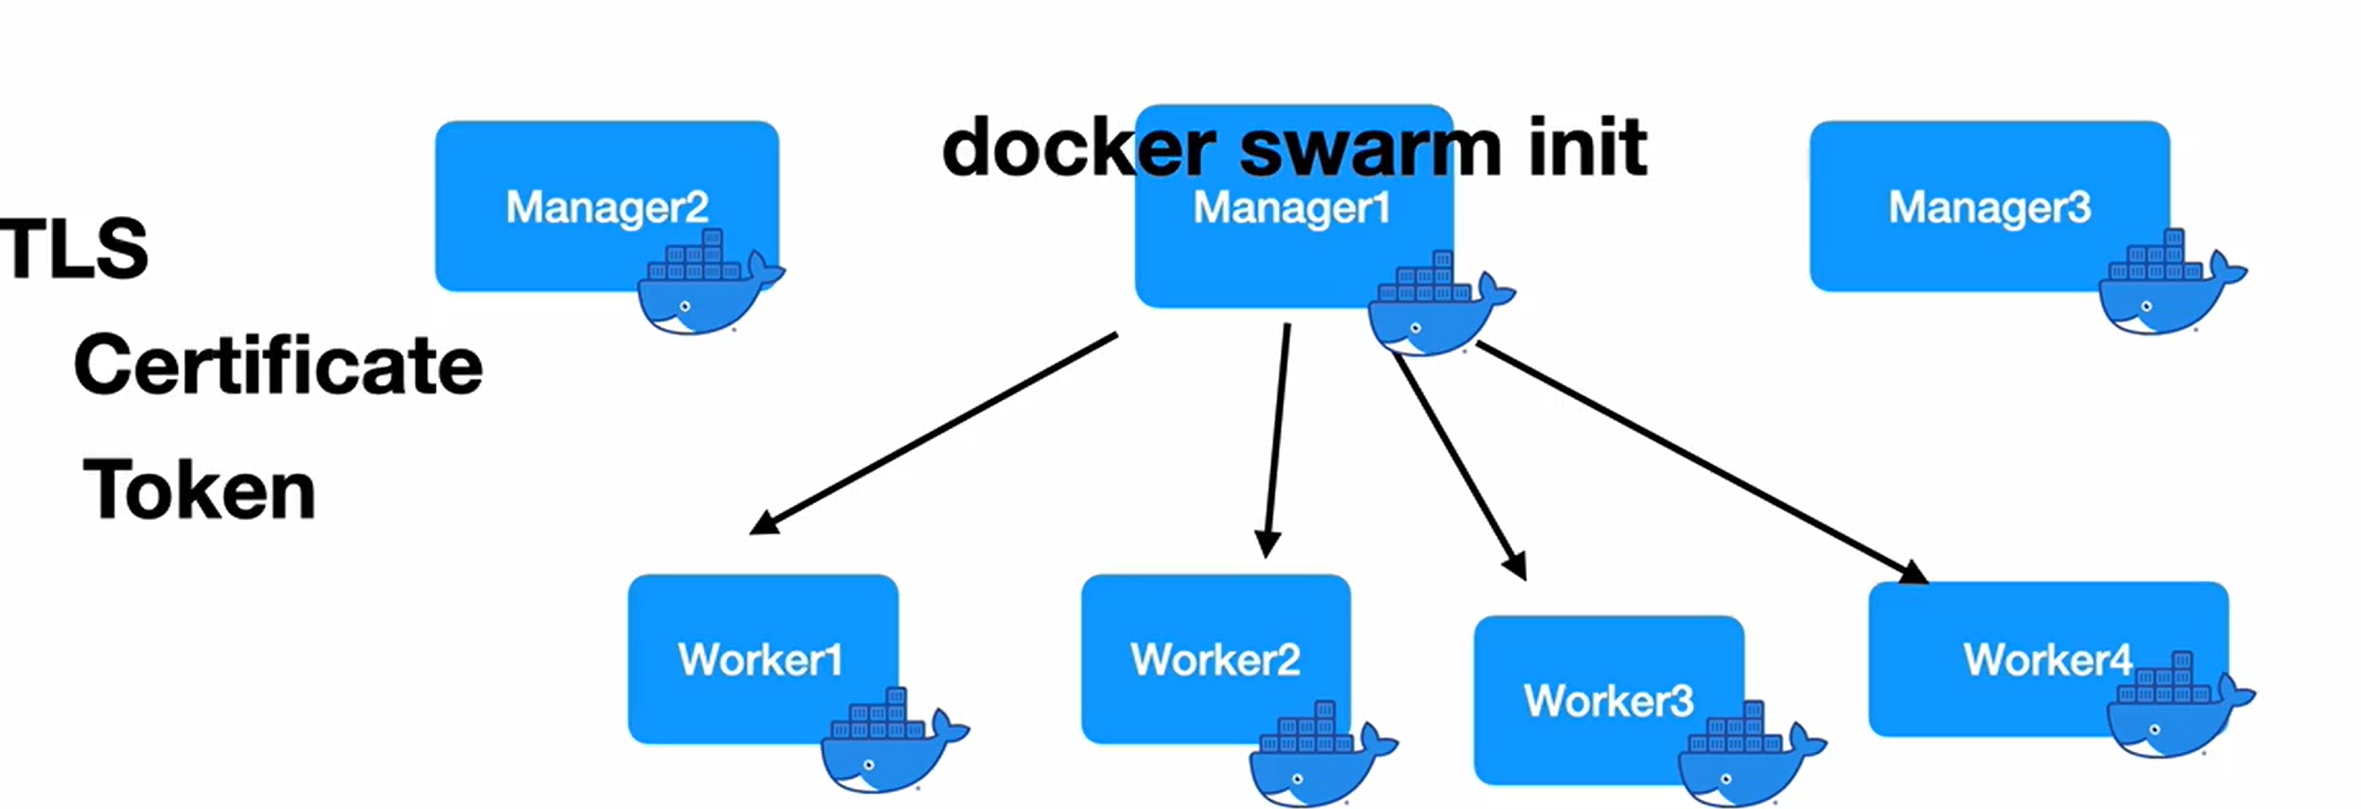 docker swarm init
Manager2
Manager1
Manager3
TLS
Certificate
Token
Worker1
Worker2
Worker3
Worker4